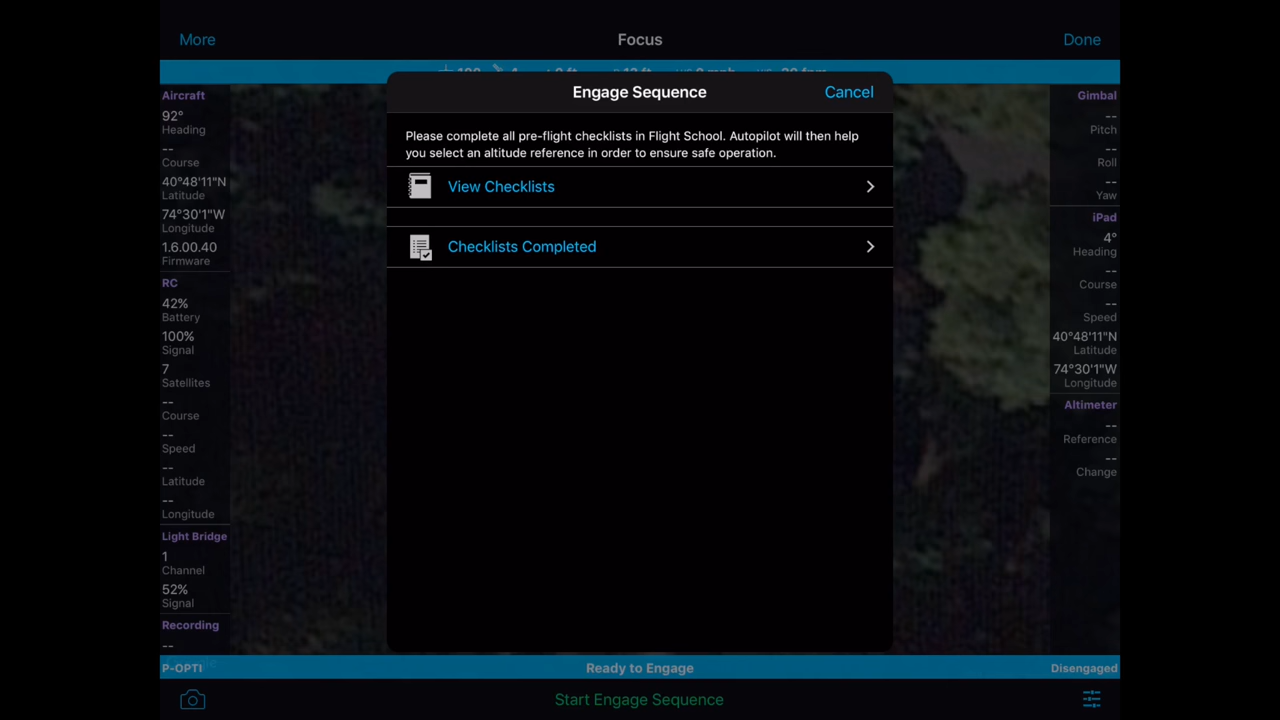 More
Focus
Done
Engage Sequence
Cancel
Please complete all pre-flight checklists in Flight School. Autopilot will then help
you select an altitude reference in order to ensure safe operation.
View Checklists
Checklists Completed
Aircraft
92°
Heading
--
Course
40°48'11"N
Latitude
74°30'1"W
Longitude
1.6.00.40
Firmware
RC
42%
Battery
100%
Signal
7
Satellites
--
Course
--
Speed
--
Latitude
--
Longitude
Light Bridge
1
Channel
52%
Signal
Recording
--
Gimbal
--
Pitch
--
Roll
--
Yaw
iPad
4°
Heading
--
Course
--
Speed
40°48'11"N
Latitude
74°30'1"W
Longitude
Altimeter
--
Reference
--
Change
P-OPTI
Ready to Engage
Disengaged
Start Engage Sequence